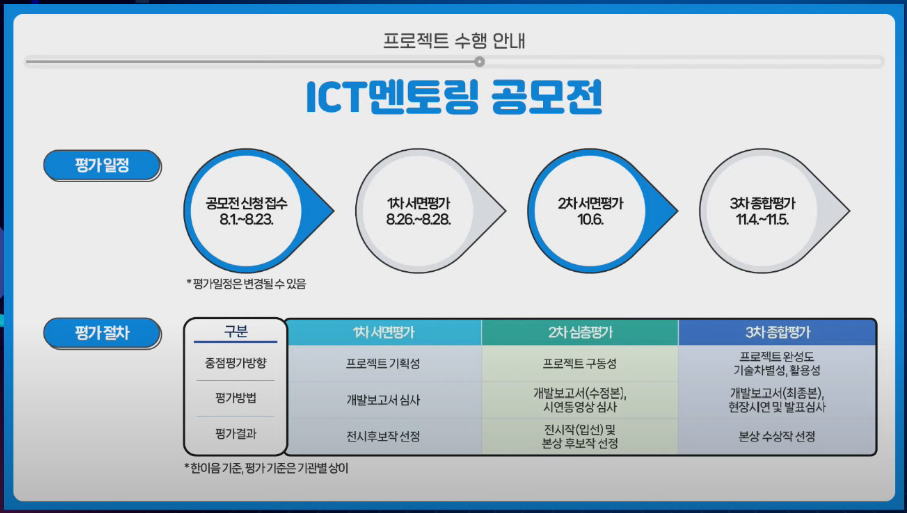 프로젝트 수행 안내
ICT멘토링 공모전
평가 일정
공모전 신청 접수
8.1.~8.23.
1차 서면평가
8.26.~8.28.
2차 서면평가
10.6.
3차 종합평가
11.4.~11.5.
* 평가일정은 변경될 수 있음
평가 절차
구분
1차 서면평가
2차 심층평가
3차 종합평가
중점평가방향
프로젝트 기획성
프로젝트 구동성
프로젝트 완성도
기술차별성, 활용성
평가방법
개발보고서 심사
개발보고서(수정본),
시연동영상 심사
개발보고서(최종본),
현장시연 및 발표심사
평가결과
전시후보작 선정
전시작(입선) 및
본상 후보작 선정
본상 수상작 선정
* 한이음 기준, 평가 기준은 기관별 상이